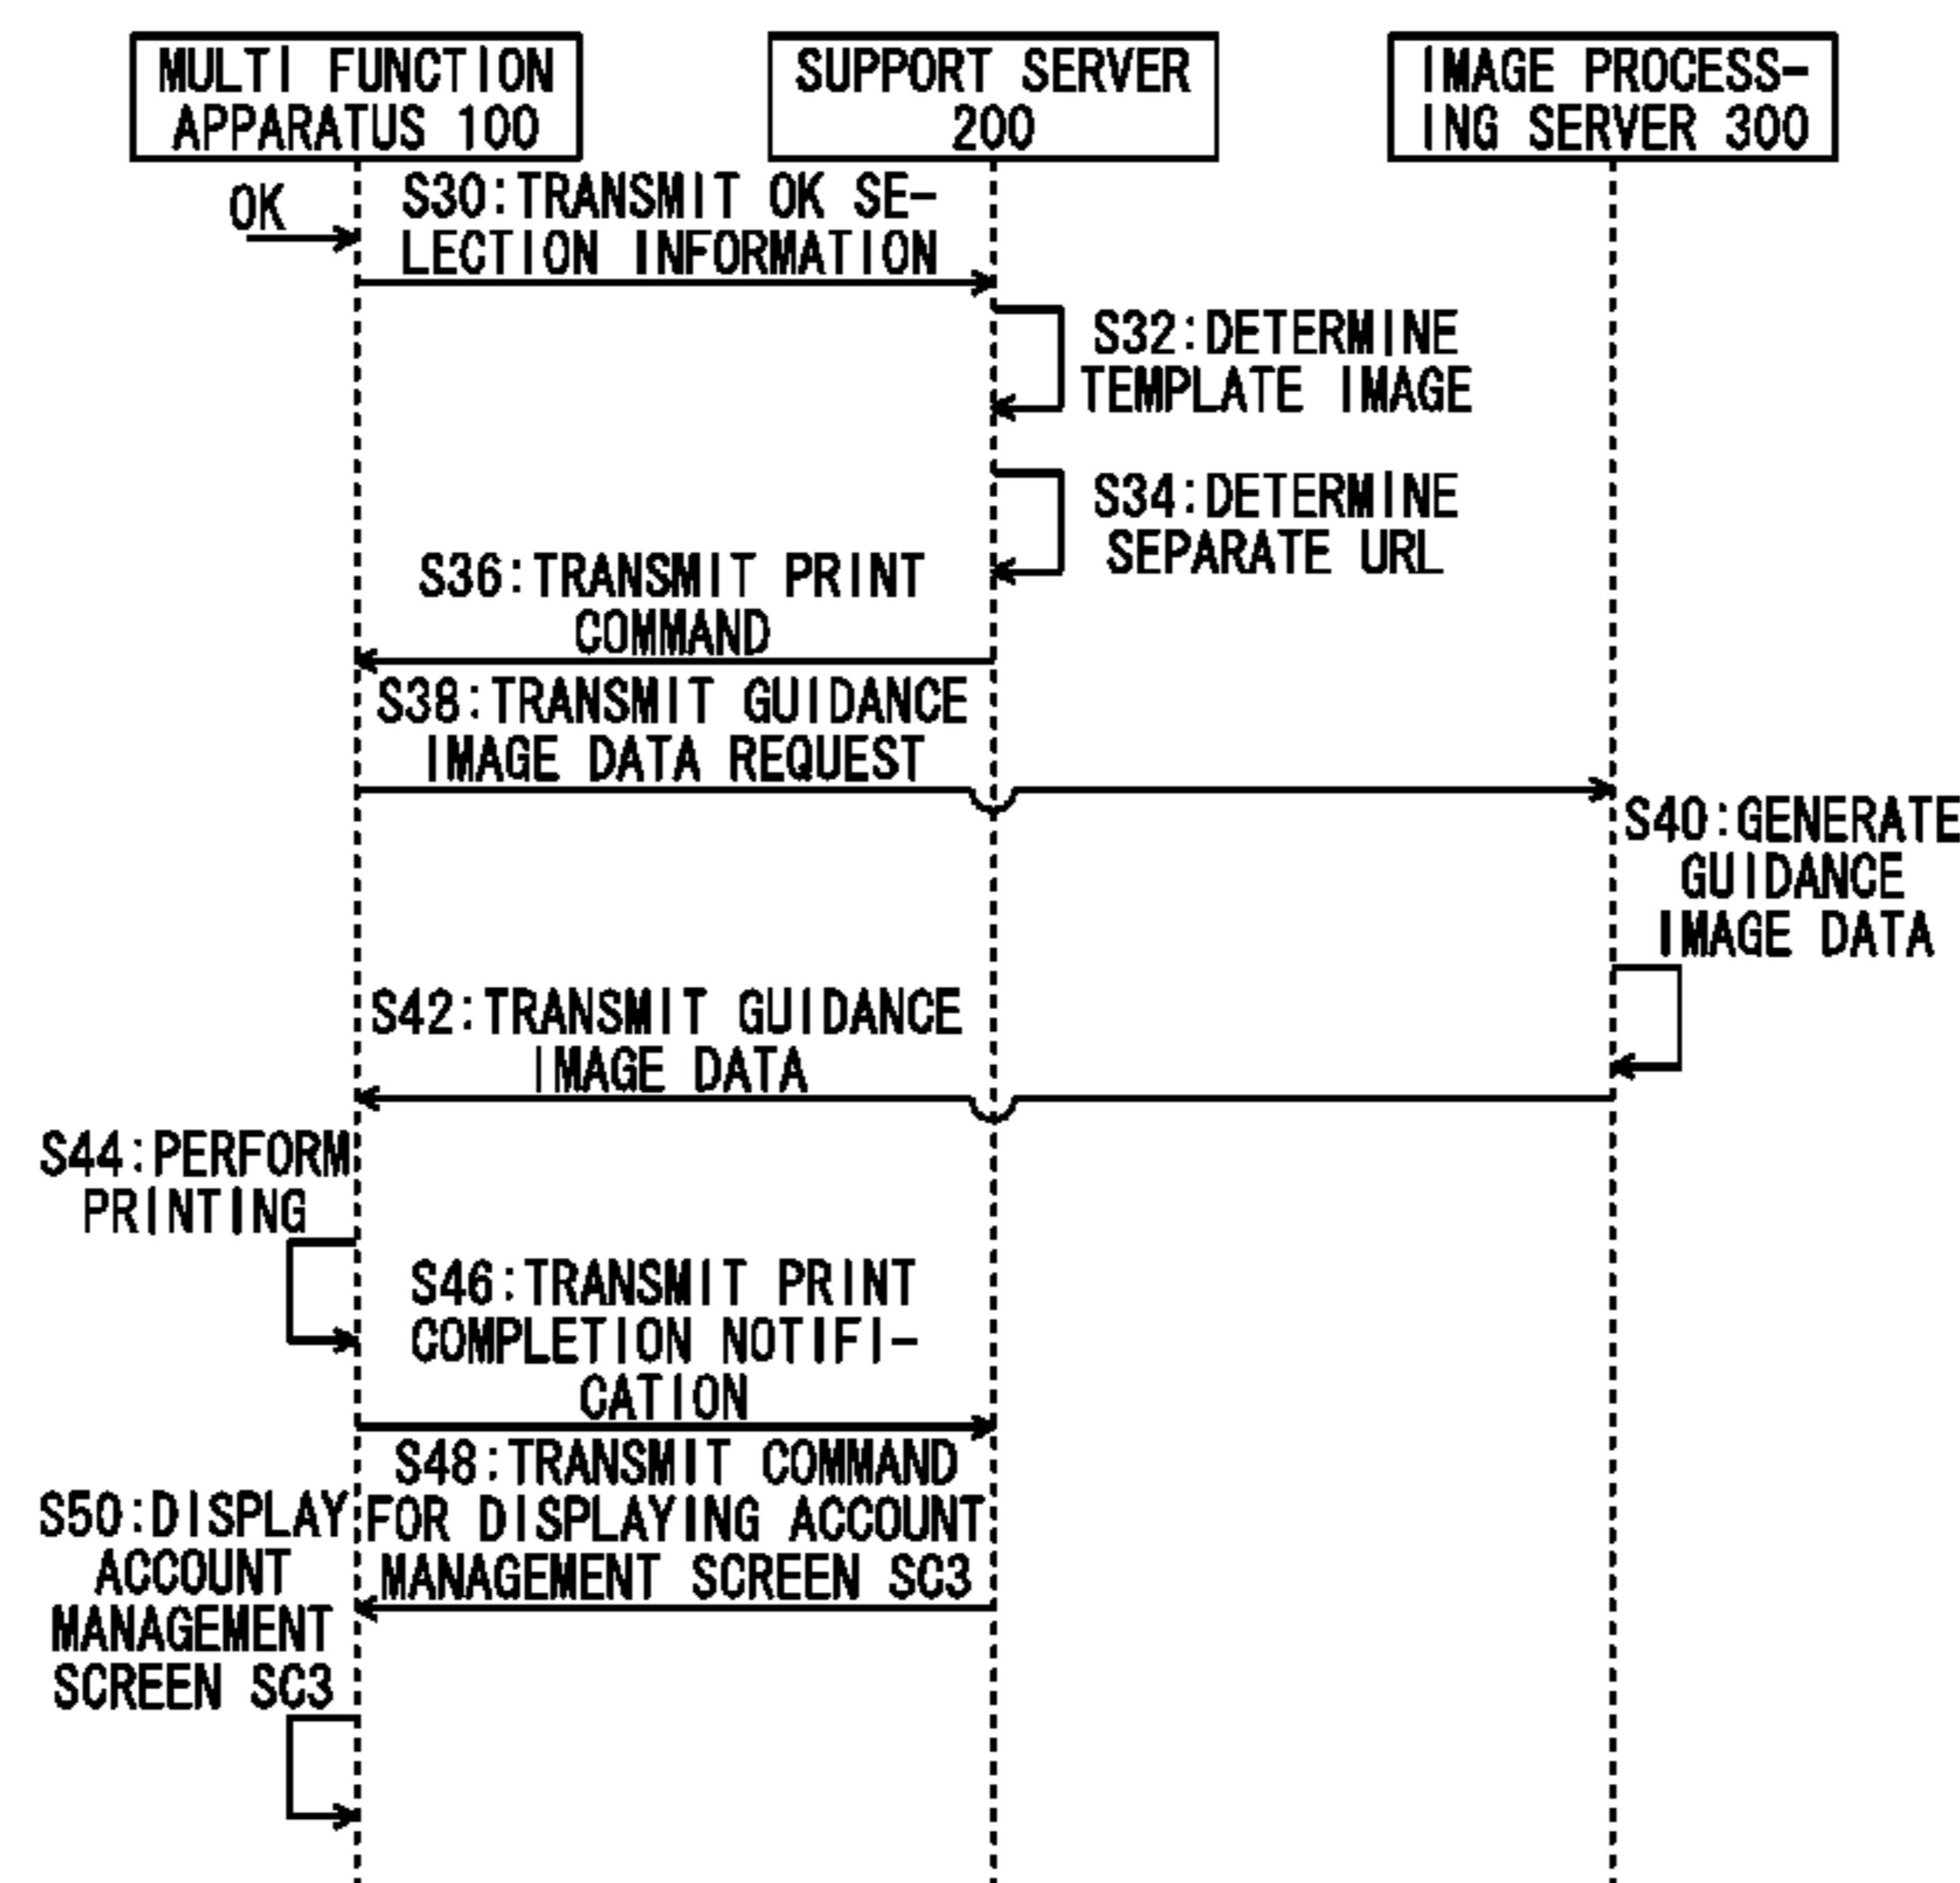 MULTI FUNCTION
APPARATUS 100
SUPPORT SERVER
200
IMAGE PROCESS-
ING SERVER 300
OK
S30:TRANSMIT OK SE-
LECTION INFORMATION
S32:DETERMINE
TEMPLATE IMAGE
S34:DETERMINE
SEPARATE URL
S36:TRANSMIT PRINT
COMMAND
S38:TRANSMIT GUIDANCE
IMAGE DATA REQUEST
S40:GENERATE
GUIDANCE
IMAGE DATA
S42:TRANSMIT GUIDANCE
IMAGE DATA
S44:PERFORM
PRINTING
S46:TRANSMIT PRINT
COMPLETION NOTIFI-
CATION
S48:TRANSMIT COMMAND
FOR DISPLAYING ACCOUNT
MANAGEMENT SCREEN SC3
S50:DISPLAY
ACCOUNT
MANAGEMENT
SCREEN SC3